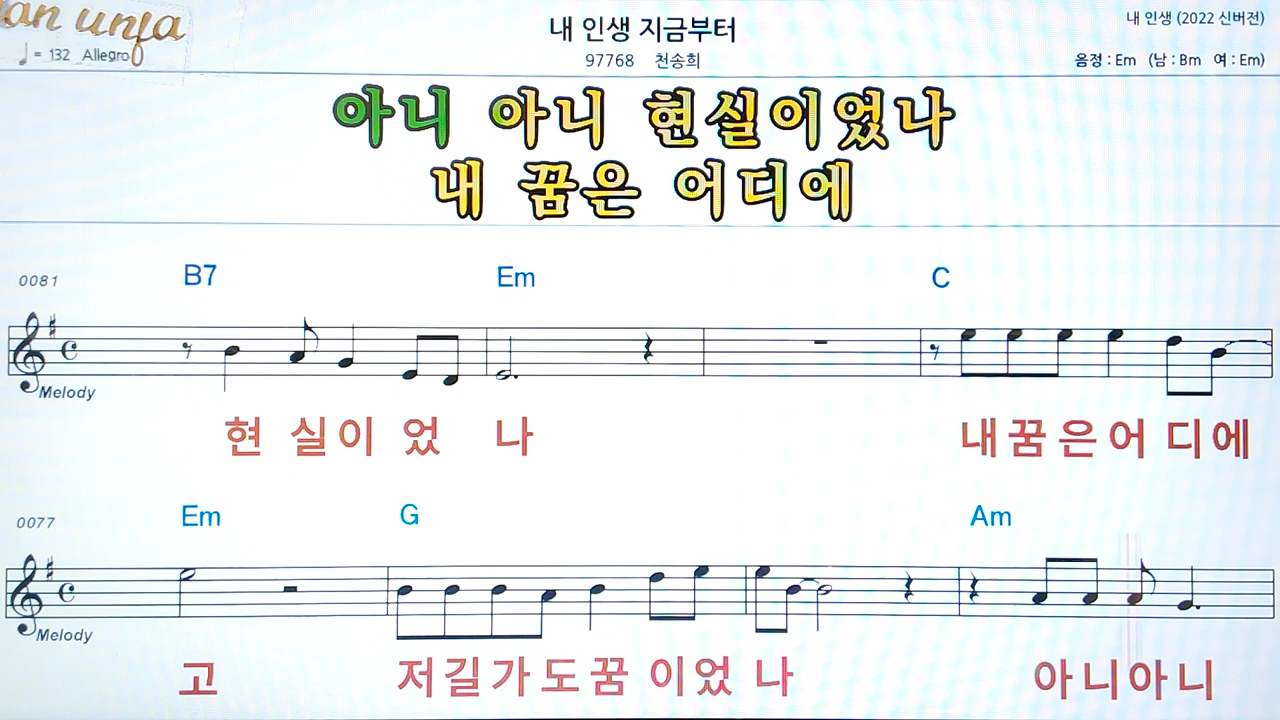 내 인생 지금부터
내 인생 (2022 신버전)
♩ = 132 Allegro
97768 천송희
음정 : Em (남 : Bm 여 : Em)
아니 아니 현실이었나
내 꿈은 어디에
0081 B7 Em C
Melody
현 실이 었 나 내꿈은어 디에
0077 Em G Am
Melody
고 저길가도꿈 이었 나 아니아니